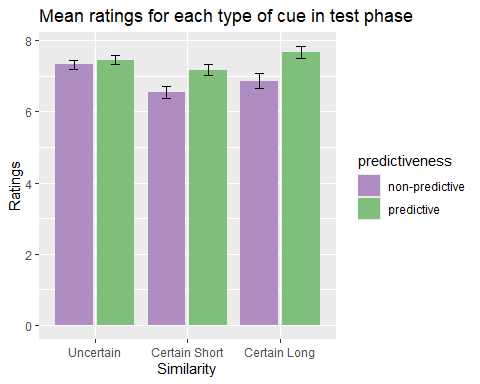 Mean ratings for each type of cue in test phase
8
6
4
2
0
Ratings
Uncertain
Certain Short
Certain Long
Similarity
predictiveness
non-predictive
predictive